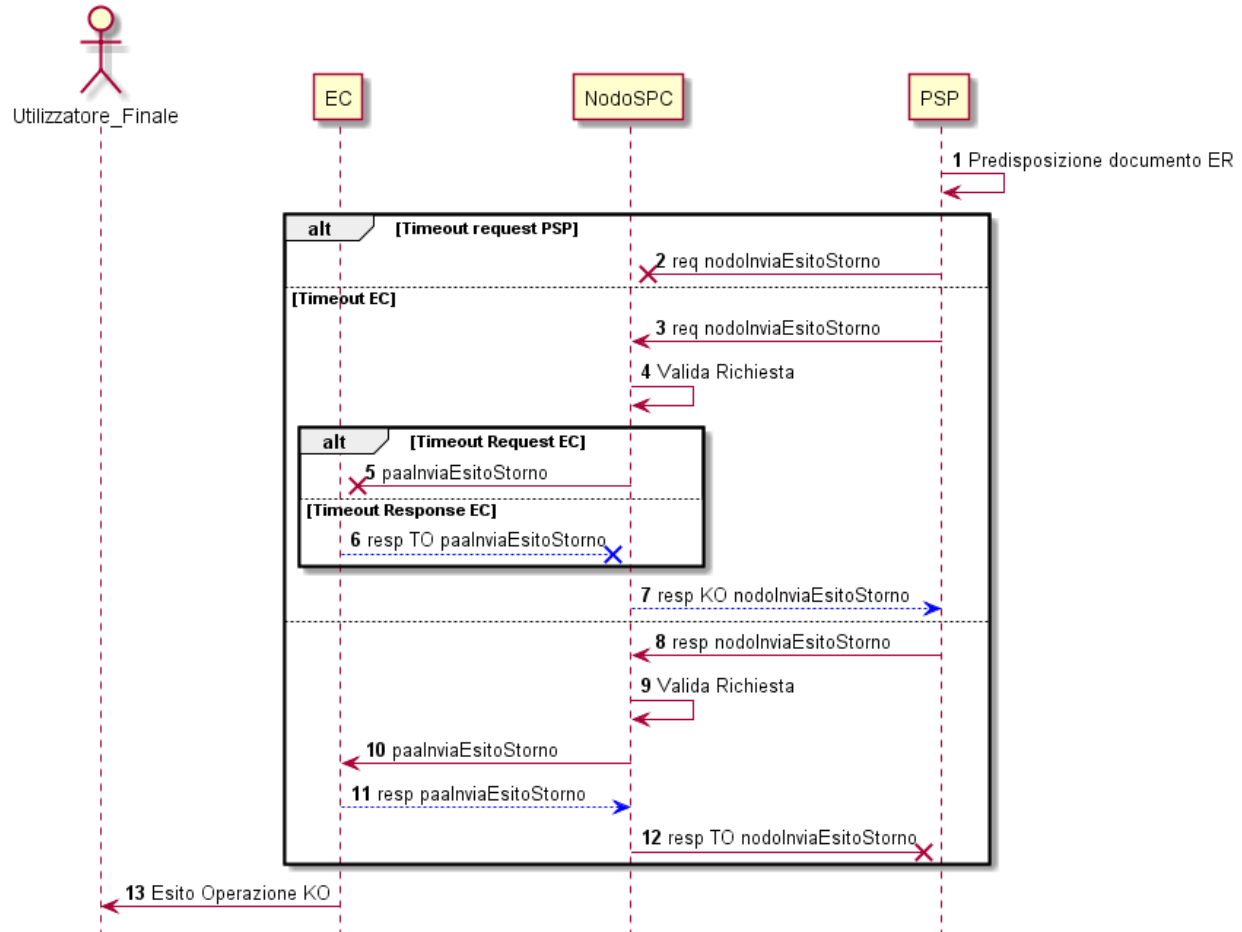 Utilizzatore_Finale
EC
NodoSPC
PSP
1 Predisposizione documento ER
alt [Timeout request PSP]
2 req nodoInviaEsitoStorno
[Timeout EC]
3 req nodoInviaEsitoStorno
4 Valida Richiesta
alt [Timeout Request EC]
5 paaInviaEsitoStorno
[Timeout Response EC]
6 resp TO paaInviaEsitoStorno
7 resp KO nodoInviaEsitoStorno
8 resp nodoInviaEsitoStorno
9 Valida Richiesta
10 paaInviaEsitoStorno
11 resp paaInviaEsitoStorno
12 resp TO nodoInviaEsitoStorno
13 Esito Operazione KO